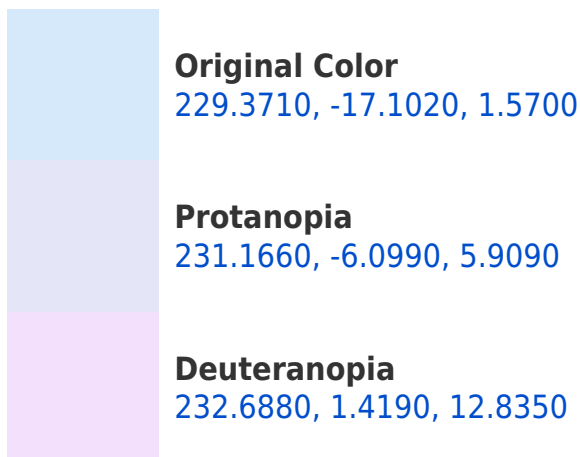 Original Color
229.3710, -17.1020, 1.5700
Protanopia
231.1660, -6.0990, 5.9090
Deuteranopia
232.6880, 1.4190, 12.8350